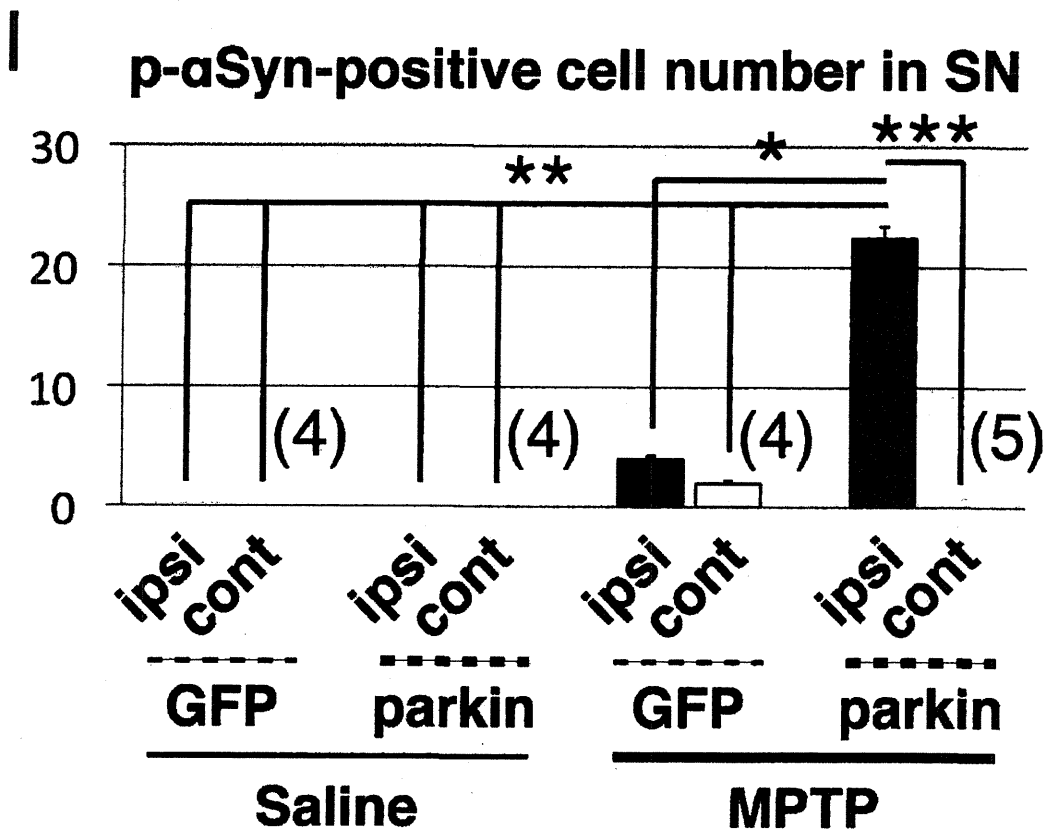 I
p-αSyn-positive cell number in SN
30
20
10
0
**
*
***
(4)
(4)
(4)
(5)
ipsi
cont
ipsi
cont
ipsi
cont
ipsi
cont
GFP
parkin
GFP
parkin
Saline
MPTP